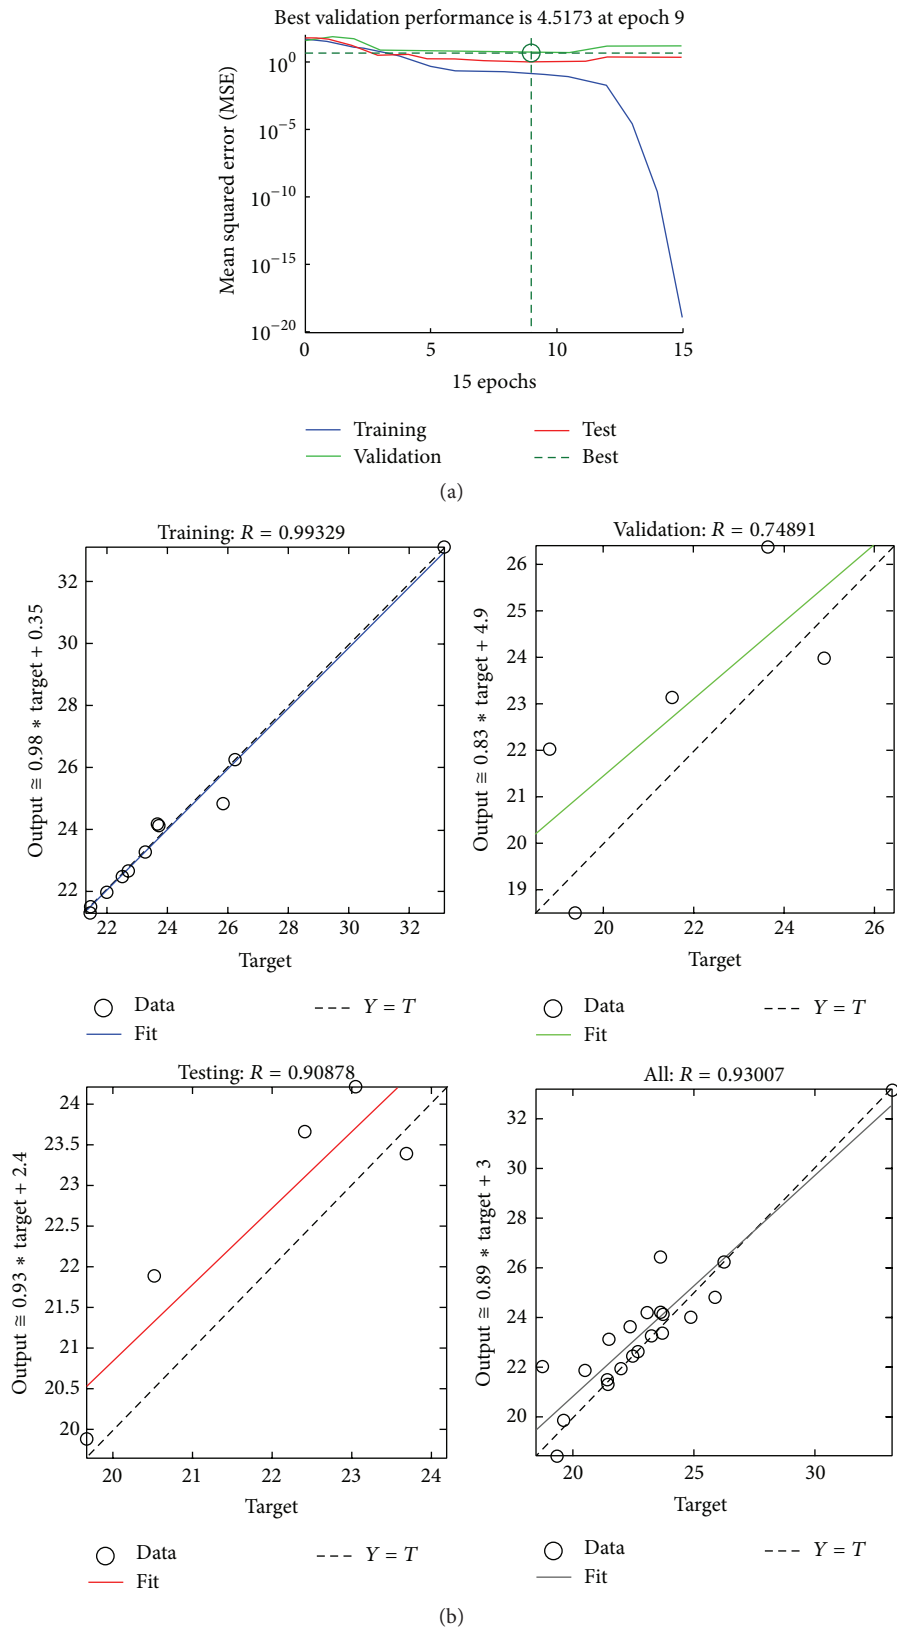 Best validation performance is 4.5173 at epoch 9
Mean squared error (MSE)
10⁰
10⁻⁵
10⁻¹⁰
10⁻¹⁵
10⁻²⁰
0 5 10 15
15 epochs
Training Test
Validation Best
(a)
Training: R = 0.99329
Output ≅ 0.98 ∗ target + 0.35
32
30
28
26
24
22
22 24 26 28 30 32
Target
Data Y = T
Fit
Validation: R = 0.74891
Output ≅ 0.83 ∗ target + 4.9
26
25
24
23
22
21
20
19
20 22 24 26
Target
Data Y = T
Fit
Testing: R = 0.90878
Output ≅ 0.93 ∗ target + 2.4
24
23.5
23
22.5
22
21.5
21
20.5
20
20 21 22 23 24
Target
Data Y = T
Fit
All: R = 0.93007
Output ≅ 0.89 ∗ target + 3
32
30
28
26
24
22
20
20 25 30
Target
Data Y = T
Fit
(b)